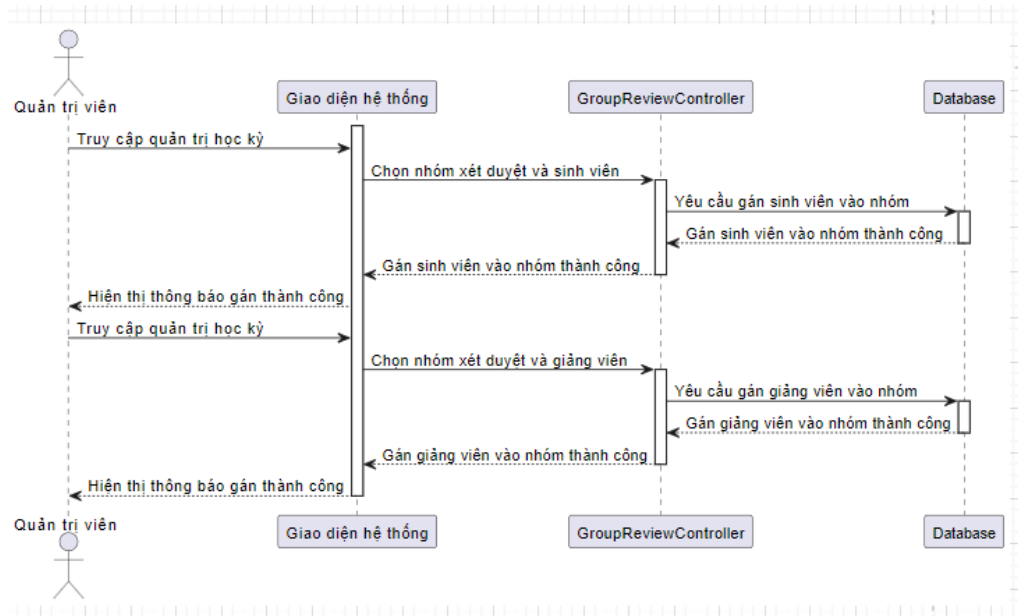 Quản trị viên
Giao diện hệ thống
GroupReviewController
Database
Truy cập quản trị học kỳ
Chọn nhóm xét duyệt và sinh viên
Yêu cầu gán sinh viên vào nhóm
Gán sinh viên vào nhóm thành công
Gán sinh viên vào nhóm thành công
Hiện thị thông báo gán thành công
Truy cập quản trị học kỳ
Chọn nhóm xét duyệt và giảng viên
Yêu cầu gán giảng viên vào nhóm
Gán giảng viên vào nhóm thành công
Gán giảng viên vào nhóm thành công
Hiện thị thông báo gán thành công
Quản trị viên
Giao diện hệ thống
GroupReviewController
Database